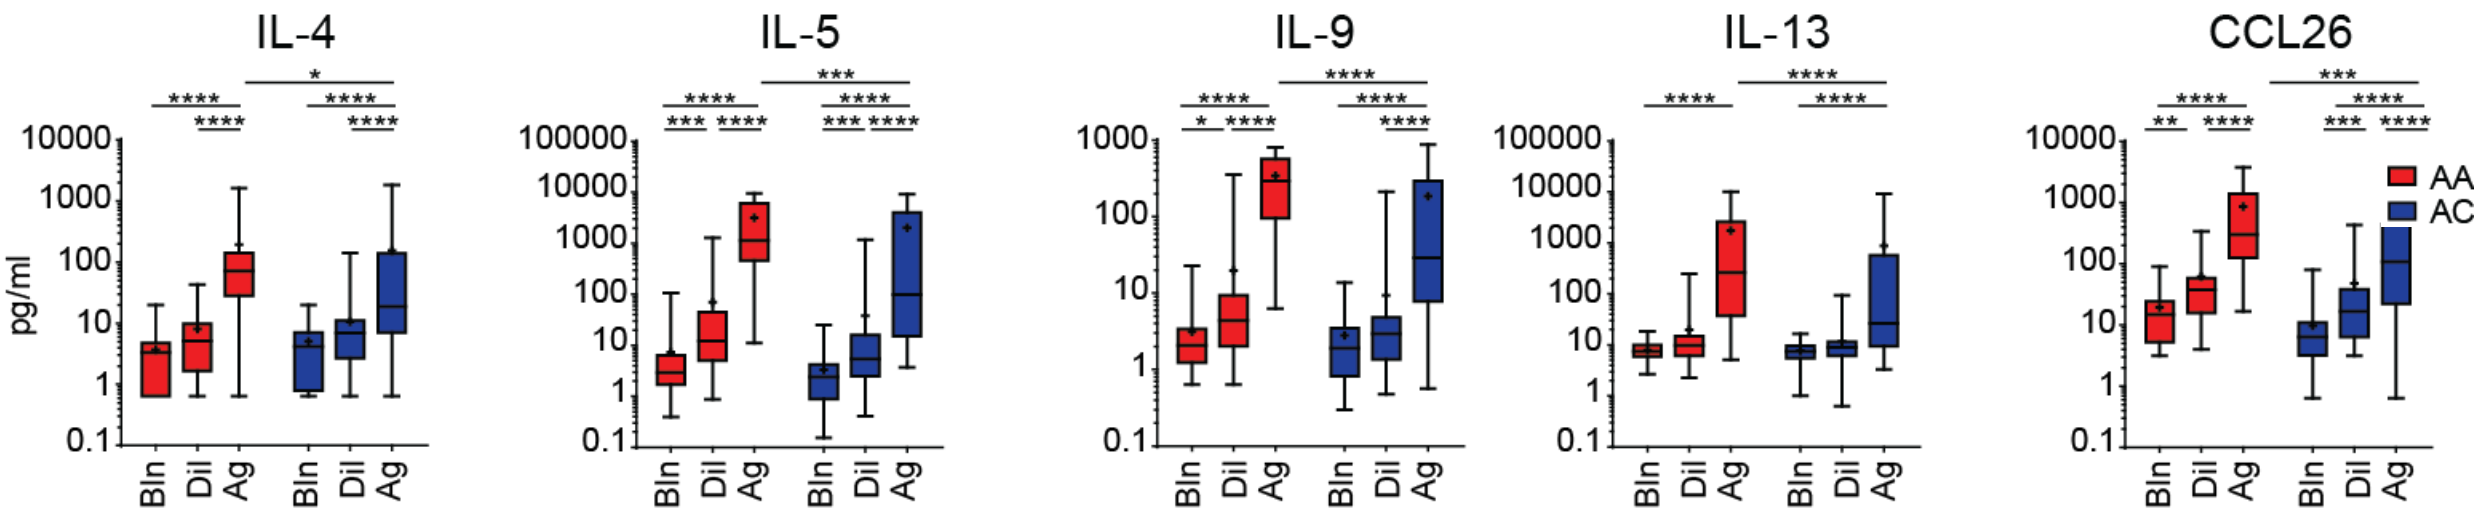 IL-4 IL-5 IL-9 IL-13 CCL26
* *** **** **** ***
**** **** **** **** **** **** **** **** **** ****
**** **** *** **** *** **** * **** **** ** **** *** ****
pg/ml
10000
1000
100
10
1
0.1
Bln Dil Ag Bln Dil Ag
100000
10000
1000
100
10
1
0.1
Bln Dil Ag Bln Dil Ag
1000
100
10
1
0.1
Bln Dil Ag Bln Dil Ag
100000
10000
1000
100
10
1
0.1
Bln Dil Ag Bln Dil Ag
10000
1000
100
10
1
0.1
Bln Dil Ag Bln Dil Ag
AA
AC